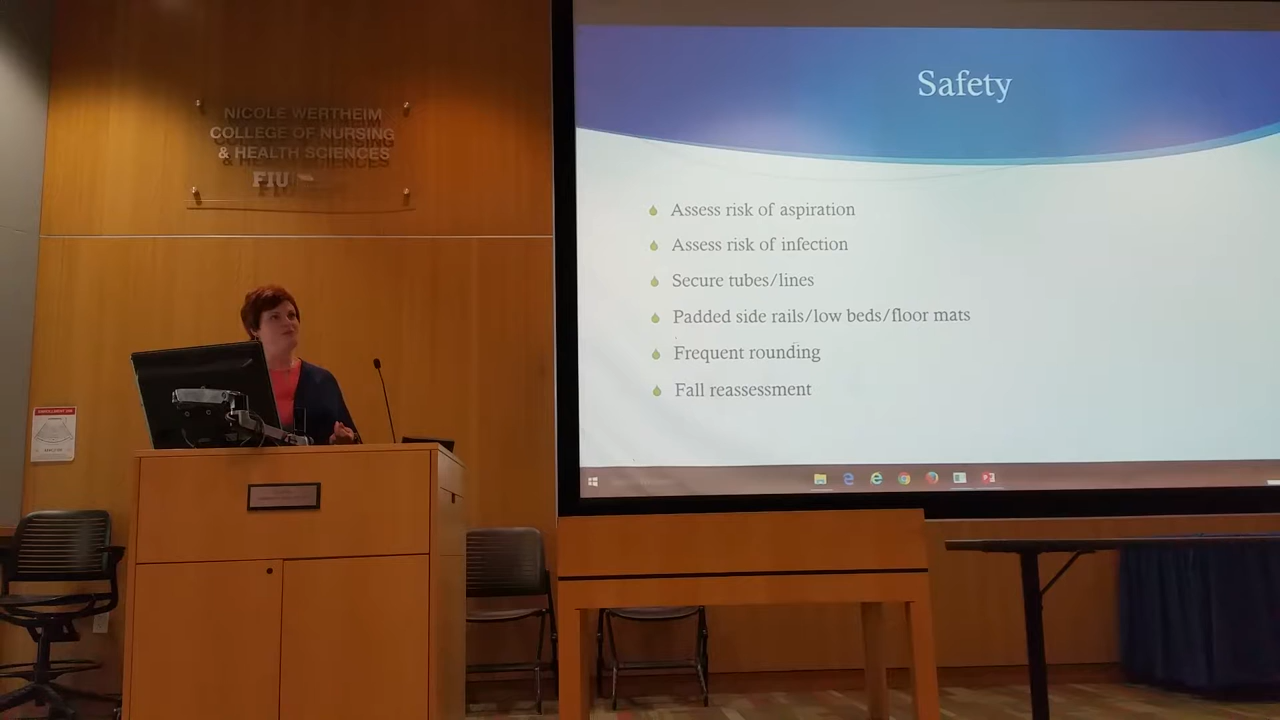 NICOLE WERTHEIM
COLLEGE OF NURSING
& HEALTH SCIENCES
FIU
Safety
Assess risk of aspiration
Assess risk of infection
Secure tubes/lines
Padded side rails/low beds/floor mats
Frequent rounding
Fall reassessment